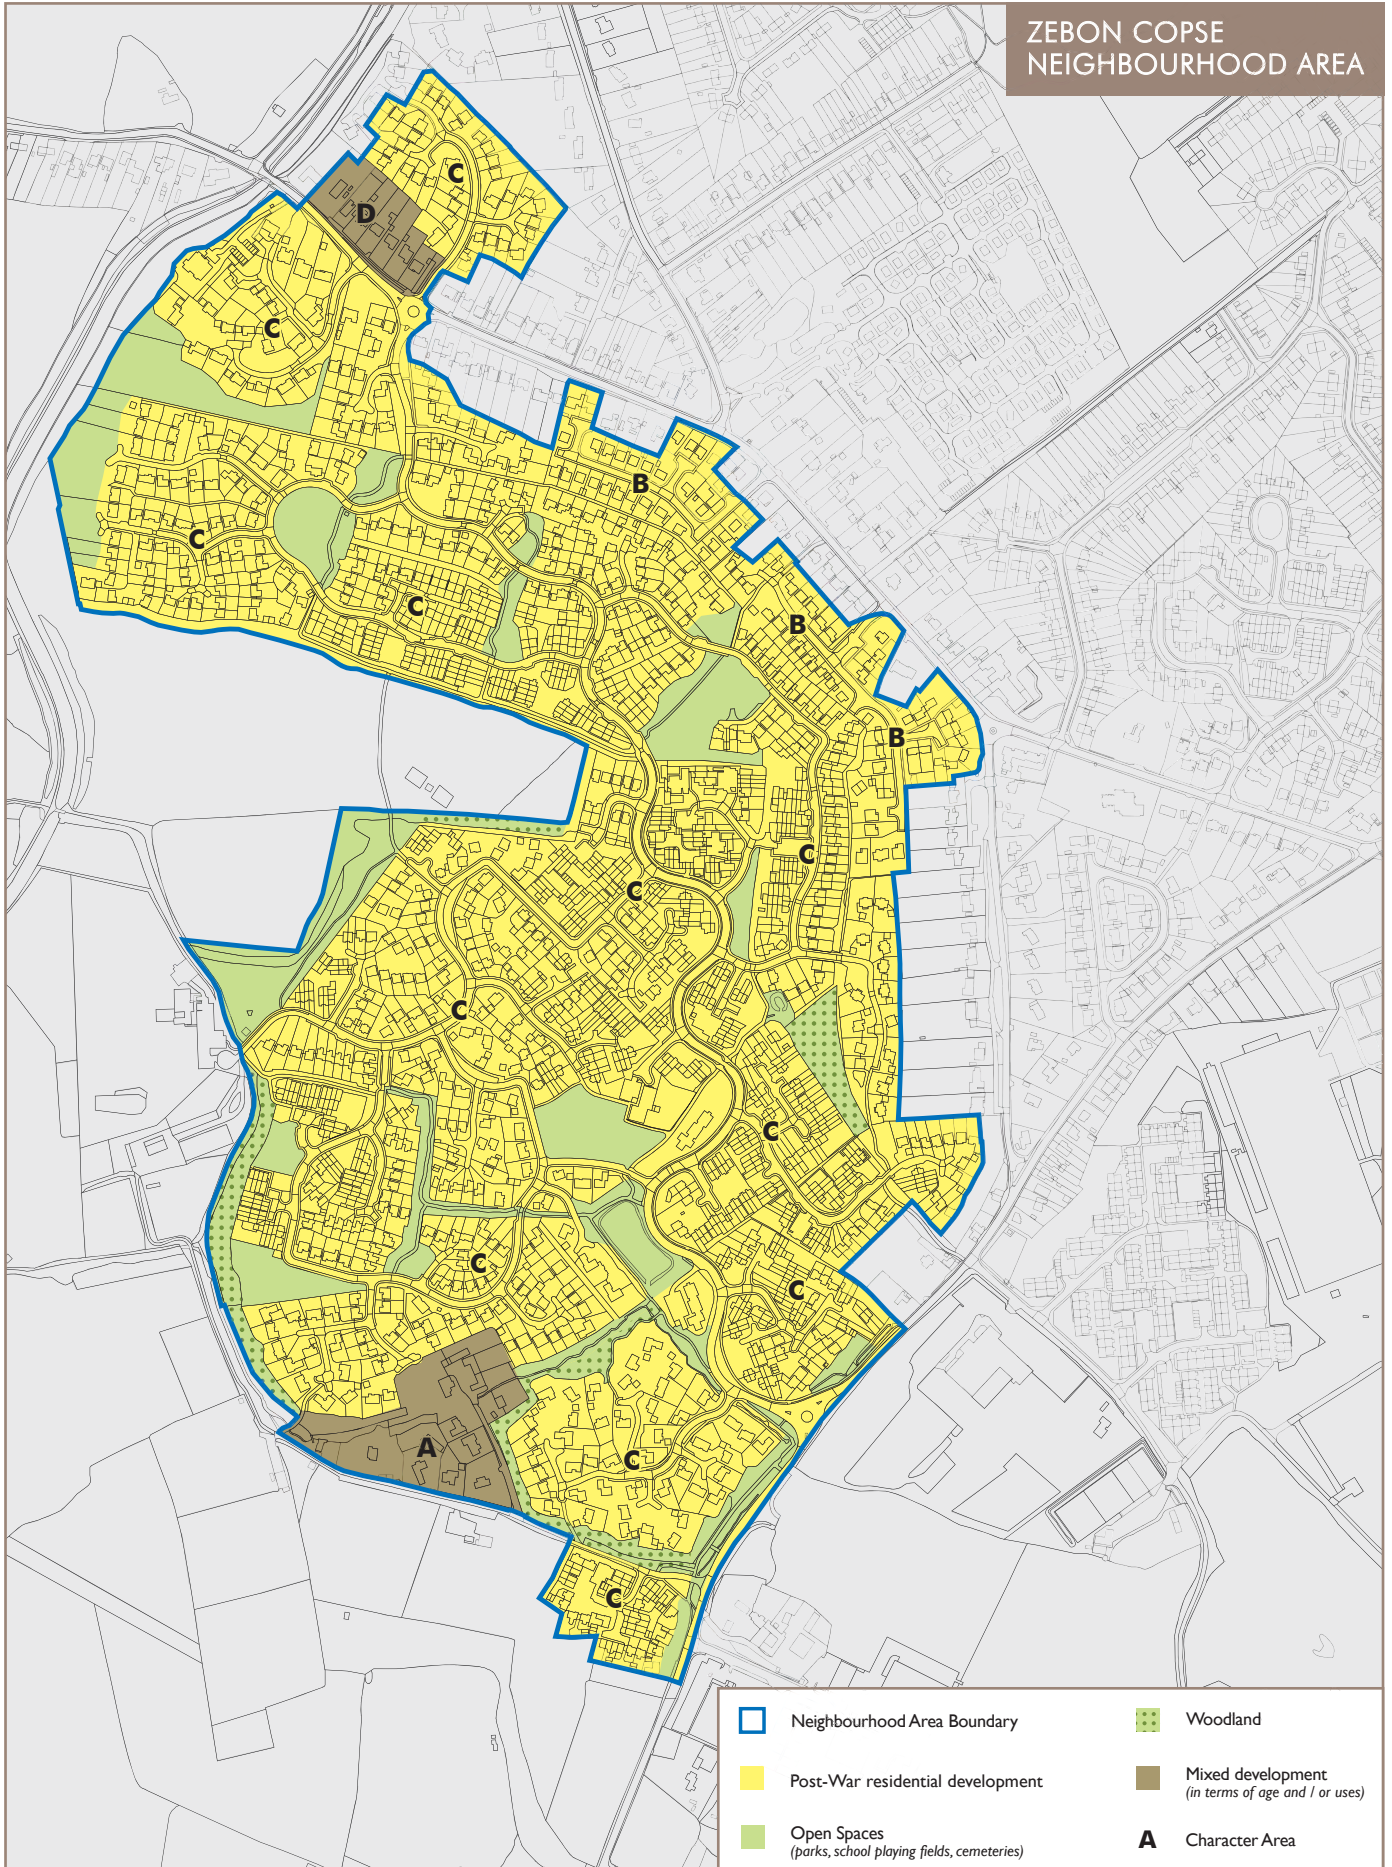 ZEBON COPSE
NEIGHBOURHOOD AREA
C
D
C
B
C
C
B
B
C
C
C
C
C
C
A
C
C
Neighbourhood Area Boundary
Post-War residential development
Open Spaces
(parks, school playing fields, cemeteries)
Woodland
Mixed development
(in terms of age and / or uses)
A Character Area